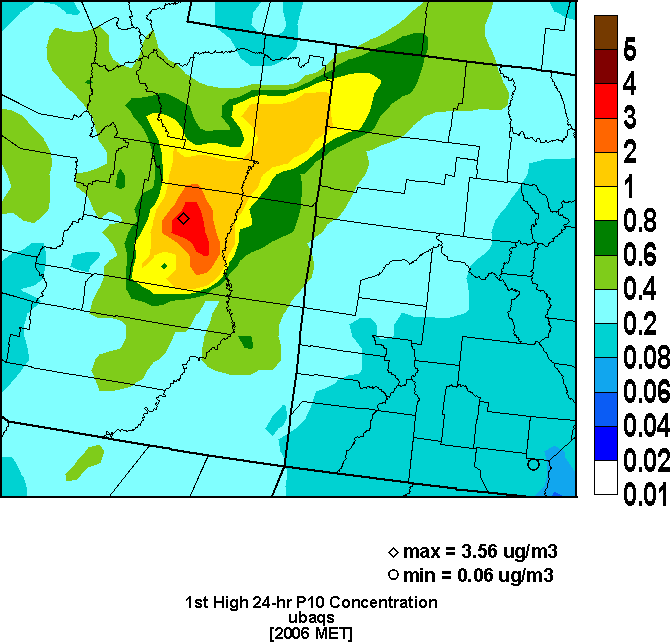 5
4
3
2
1
0.8
0.6
0.4
0.2
0.08
0.06
0.04
0.02
0.01
max = 3.56 ug/m3
min = 0.06 ug/m3
1st High 24-hr P10 Concentration
ubaqs
[2006 MET]